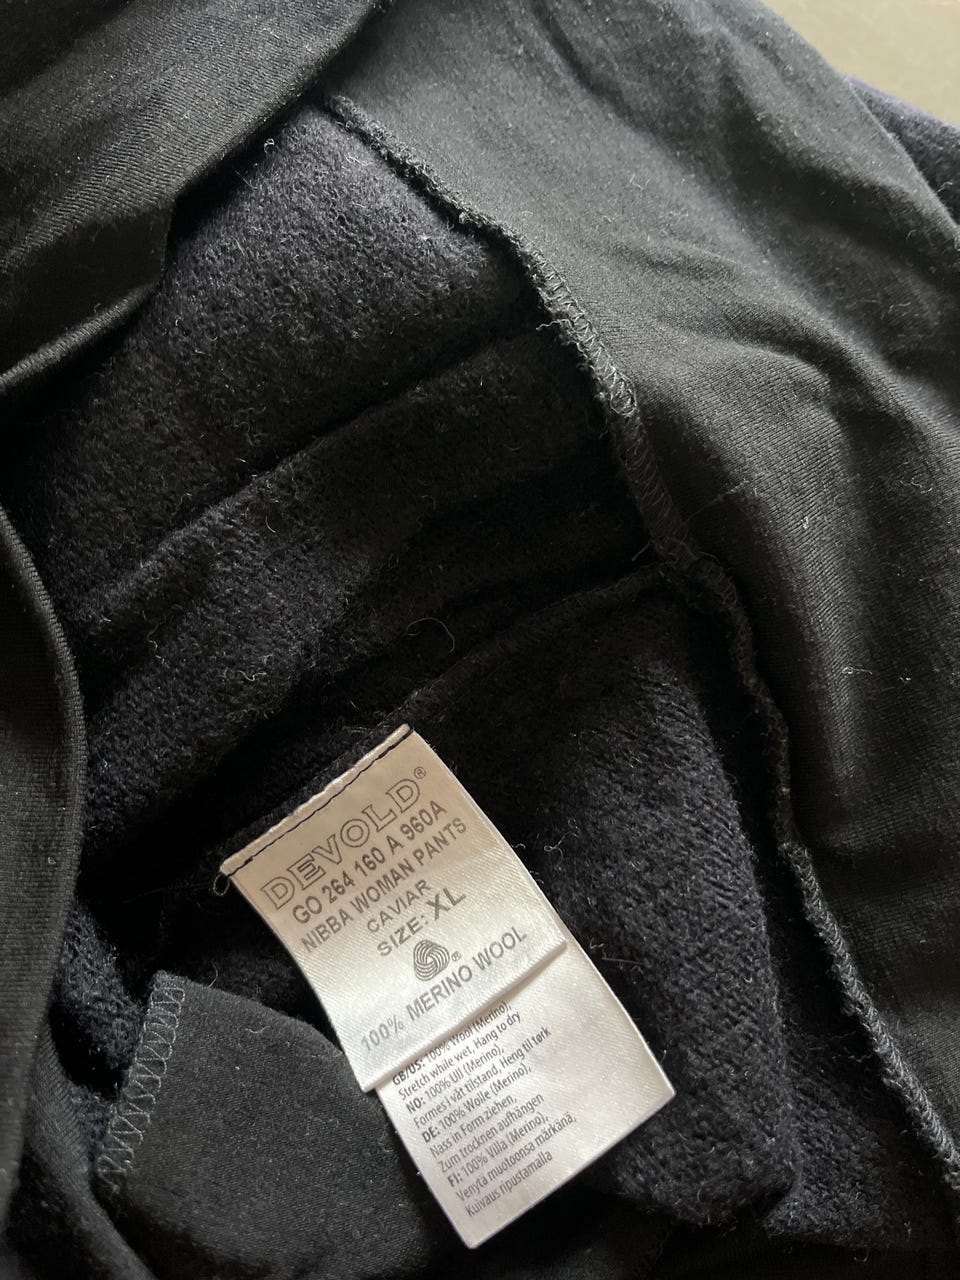 DEVOLD®
GO 264 160 A 960A
NIBBA WOMAN PANTS
CAVIAR
SIZE: XL
®
100% MERINO WOOL
GB/US: 100% Wool (Merino),
Stretch while wet, Hang to dry
NO: 100% Ull (Merino),
Formes i våt tilstand, Heng til tørk
DE: 100% Wolle (Merino),
Nass in Form ziehen,
Zum trocknen aufhängen
FI: 100% Villa (Merino),
Venytä muotoonsa märkänä,
Kuivaus ripustamalla